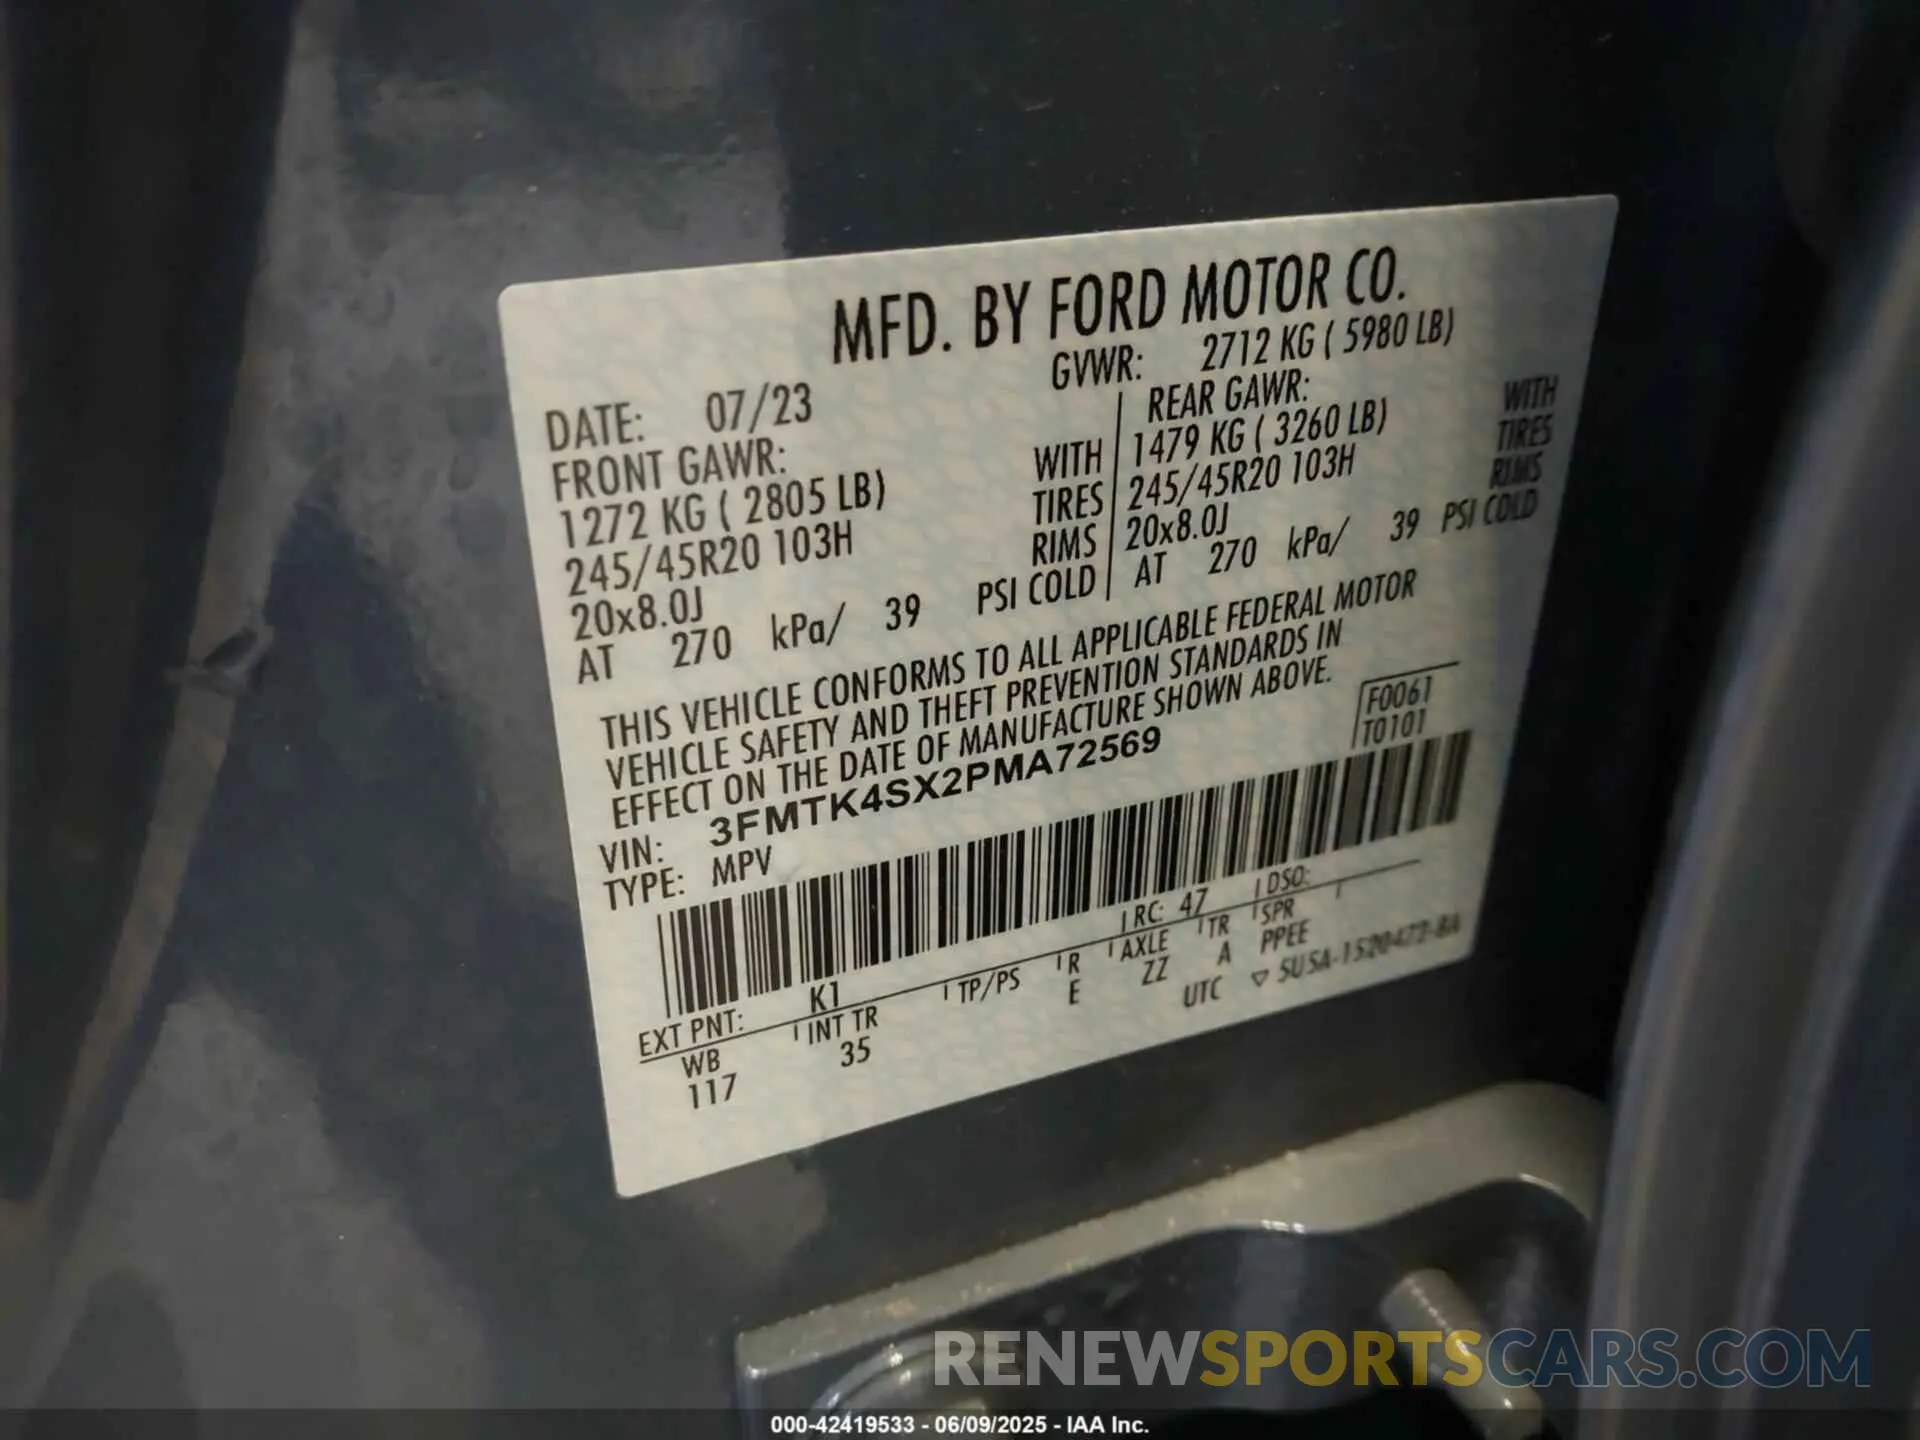 MFD. BY FORD MOTOR CO.
DATE: 07/23 GVWR: 2712 KG ( 5980 LB)
FRONT GAWR: REAR GAWR:
1272 KG ( 2805 LB) WITH 1479 KG ( 3260 LB) WITH
245/45R20 103H TIRES 245/45R20 103H TIRES
20x8.0J RIMS 20x8.0J RIMS
AT 270 kPa/ 39 PSI COLD AT 270 kPa/ 39 PSI COLD
THIS VEHICLE CONFORMS TO ALL APPLICABLE FEDERAL MOTOR
VEHICLE SAFETY AND THEFT PREVENTION STANDARDS IN
EFFECT ON THE DATE OF MANUFACTURE SHOWN ABOVE.
VIN: 3FMTK4SX2PMA72569 F0061
TYPE: MPV T0101
EXT PNT: K1 RC: 47 DSO:
WB INT TR TP/PS R AXLE TR SPR
117 35 E ZZ A PPEE
UTC ▽ 5U5A-1520472-BA
RENEWSPORTSCARS.COM
000-42419533 - 06/09/2025 - IAA Inc.